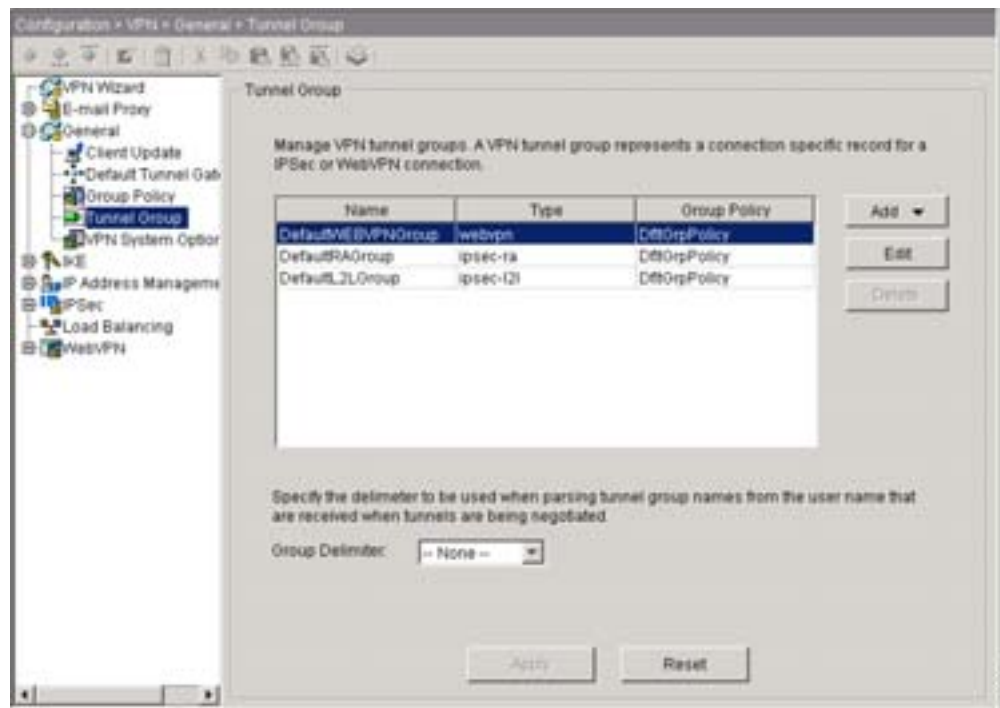 Configuration > VPN > General > Tunnel Group
VPN Wizard
E-mail Proxy
General
Client Update
Default Tunnel Gate
Group Policy
Tunnel Group
VPN System Option
IKE
IP Address Manageme
IPSec
Load Balancing
WebVPN
Tunnel Group
Manage VPN tunnel groups. A VPN tunnel group represents a connection specific record for a
IPSec or WebVPN connection.
Name Type Group Policy
DefaultWEBVPNGroup webvpn DfltGrpPolicy
DefaultRAGroup ipsec-ra DfltGrpPolicy
DefaultL2LGroup ipsec-l2l DfltGrpPolicy
Add
Edit
Delete
Specify the delimeter to be used when parsing tunnel group names from the user name that
are received when tunnels are being negotiated.
Group Delimiter: -- None --
Apply
Reset